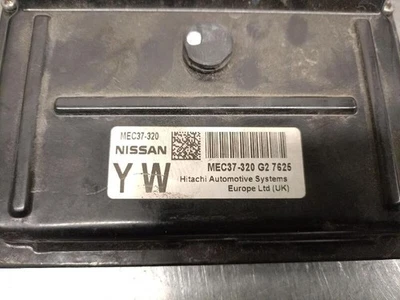 MEC37-320
NISSAN
YW
MEC37-320 G2 7625
Hitachi Automotive Systems
Europe Ltd (UK)